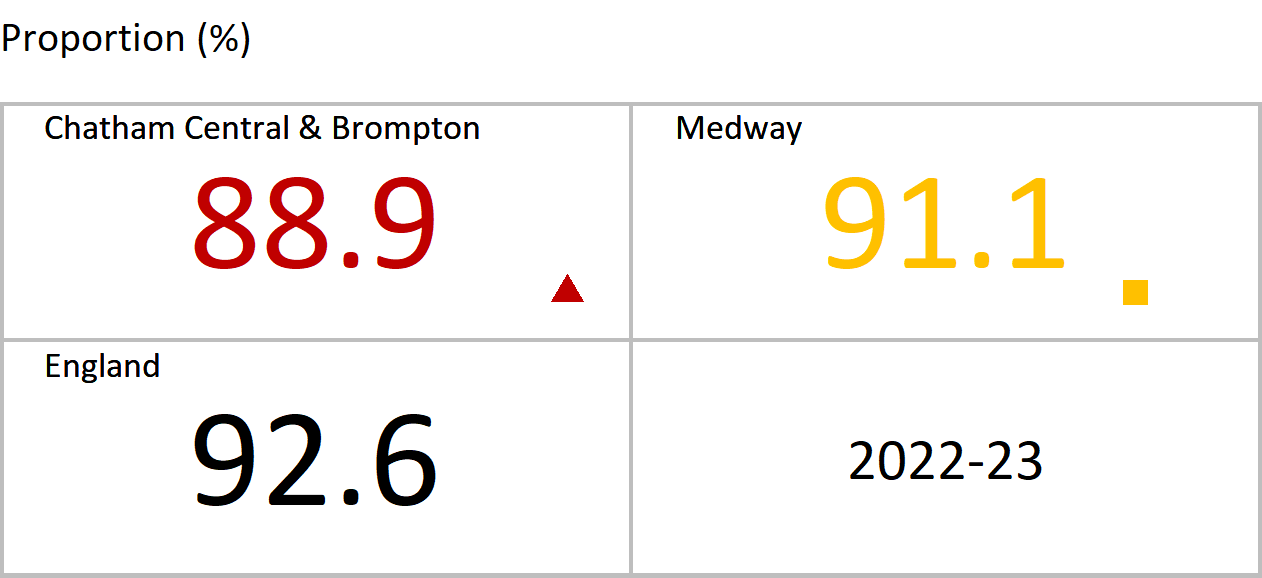 Proportion (%)
Chatham Central & Brompton
88.9
Medway
91.1
England
92.6
2022-23